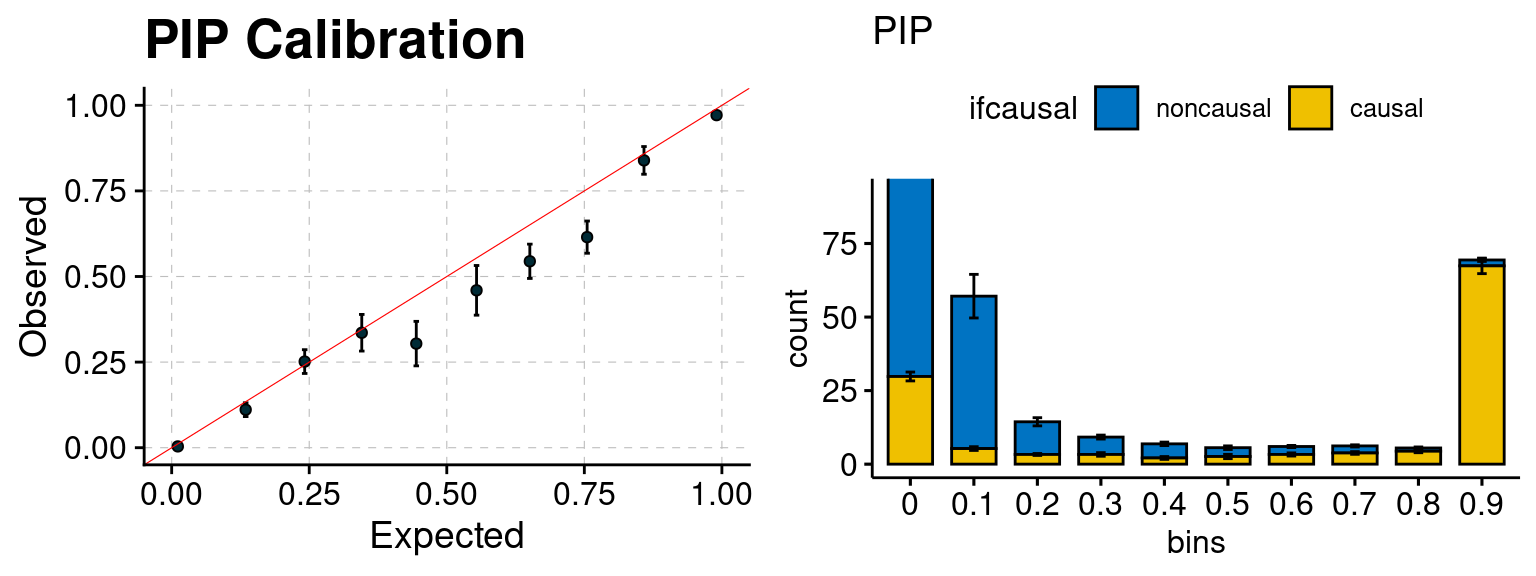 PIP Calibration
Observed
1.00
0.75
0.50
0.25
0.00
0.00 0.25 0.50 0.75 1.00
Expected
PIP
ifcausal noncausal causal
count
75
50
25
0
0 0.1 0.2 0.3 0.4 0.5 0.6 0.7 0.8 0.9
bins